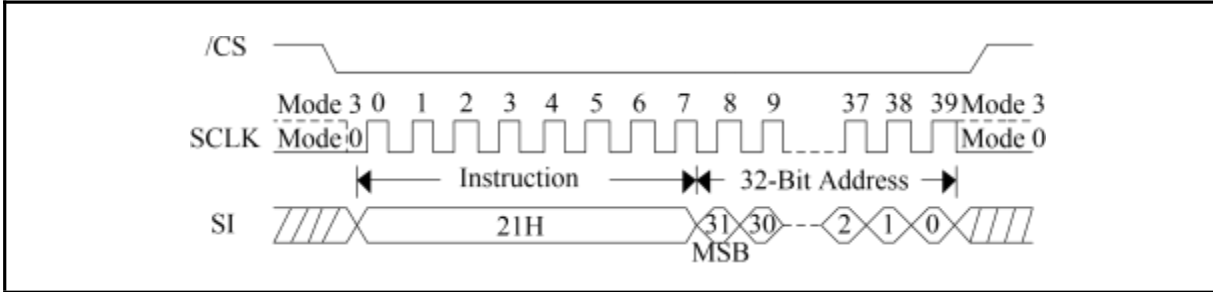 /CS
Mode 3 0 1 2 3 4 5 6 7 8 9 37 38 39 Mode 3
SCLK Mode 0 Mode 0
Instruction 32-Bit Address
SI 21H 31 30 2 1 0
MSB